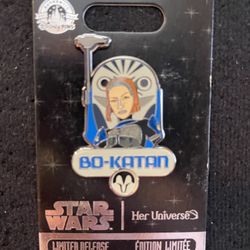 BO-KATAN
STAR WARS
Her Universe
LIMITED RELEASE
ÉDITION LIMITÉE